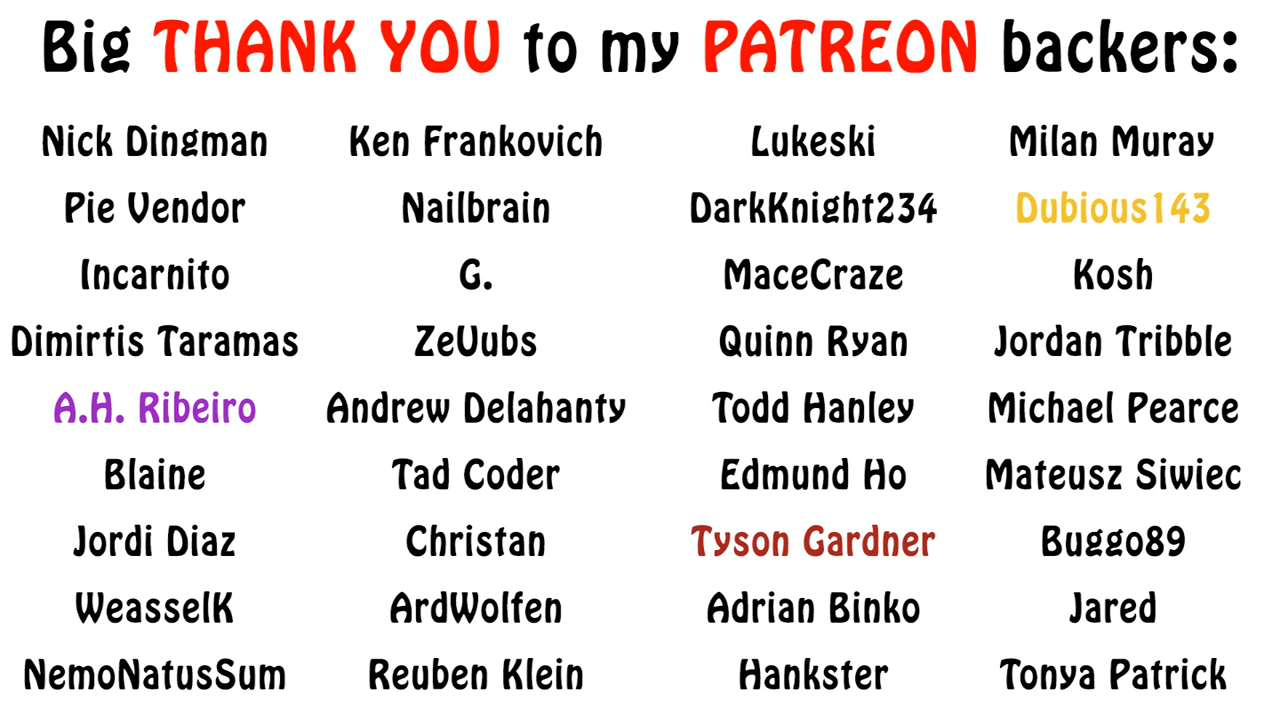 Big THANK YOU to my PATREON backers:
Nick Dingman Ken Frankovich Lukeski Milan Muray
Pie Vendor Nailbrain DarkKnight234 Dubious143
Incarnito G. MaceCraze Kosh
Dimirtis Taramas ZeVubs Quinn Ryan Jordan Tribble
A.H. Ribeiro Andrew Delahanty Todd Hanley Michael Pearce
Blaine Tad Coder Edmund Ho Mateusz Siwiec
Jordi Diaz Christan Tyson Gardner Buggo89
WeasselK ArdWolfen Adrian Binko Jared
NemoNatusSum Reuben Klein Hankster Tonya Patrick